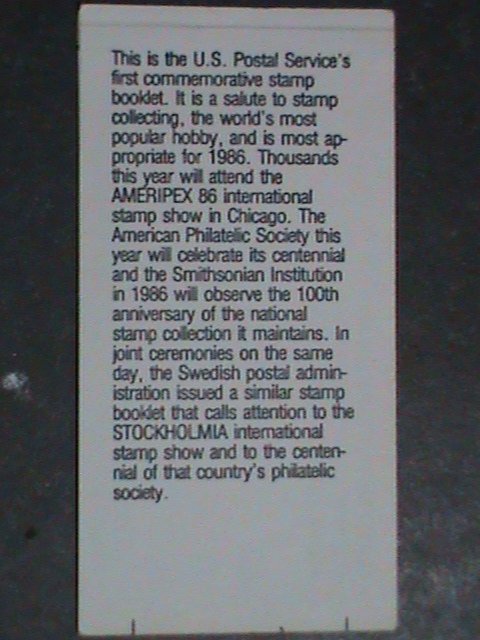 This is the U.S. Postal Service's
first commemorative stamp
booklet. It is a salute to stamp
collecting, the world's most
popular hobby, and is most ap-
propriate for 1986. Thousands
this year will attend the
AMERIPEX 86 international
stamp show in Chicago. The
American Philatelic Society this
year will celebrate its centennial
and the Smithsonian Institution
in 1986 will observe the 100th
anniversary of the national
stamp collection it maintains. In
joint ceremonies on the same
day, the Swedish postal admin-
istration issued a similar stamp
booklet that calls attention to the
STOCKHOLMIA international
stamp show and to the centen-
nial of that country's philatelic
society.